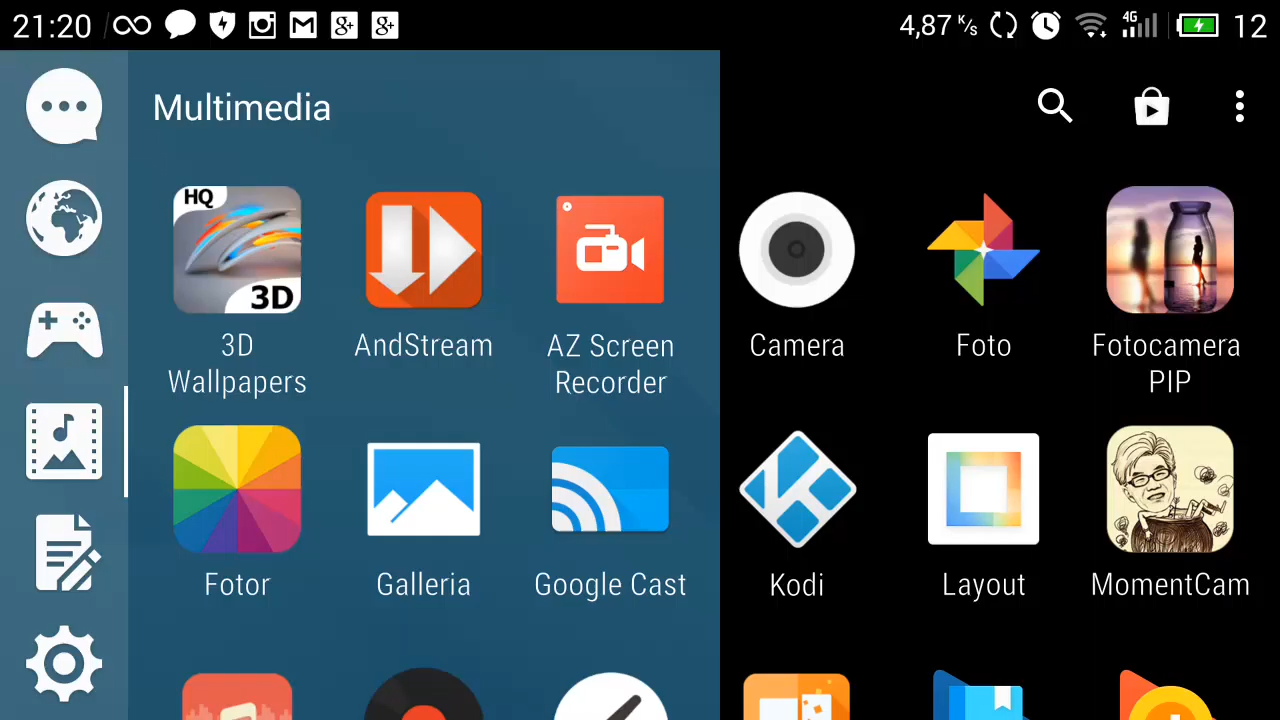 21:20
4,87 K/s 4G 12
Multimedia
HQ
3D
3D
Wallpapers
AndStream
AZ Screen
Recorder
Camera
Foto
Fotocamera
PIP
Fotor
Galleria
Google Cast
Kodi
Layout
MomentCam